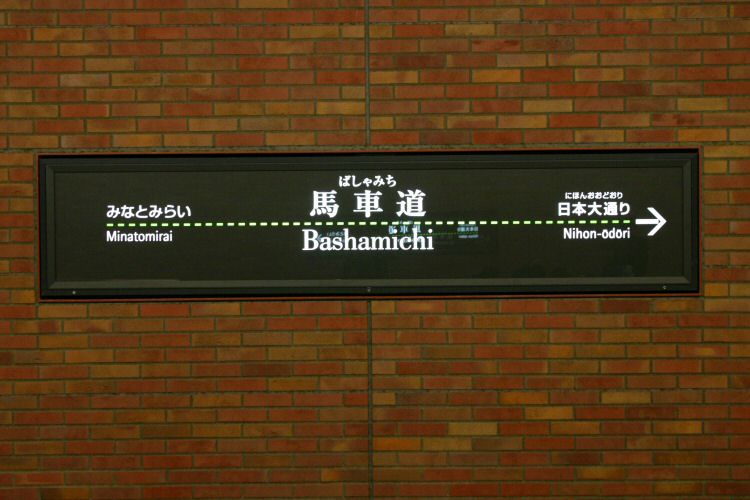 ばしゃみち
馬車道
Bashamichi
みなとみらい
Minatomirai
にほんおおどおり
日本大通り
Nihon-ōdōri